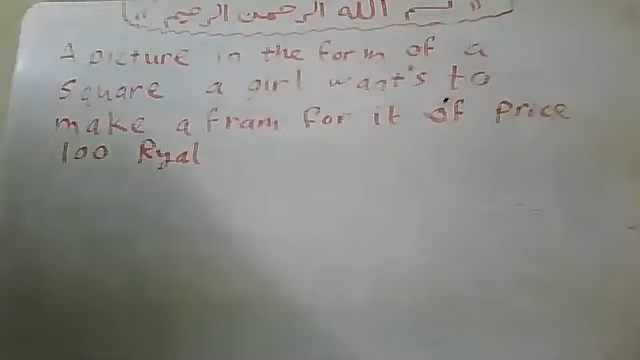 " بسم الله الرحمن الرحيم "
A picture in the form of a
square a girl want's to
make a fram for it of price
100 Ryal